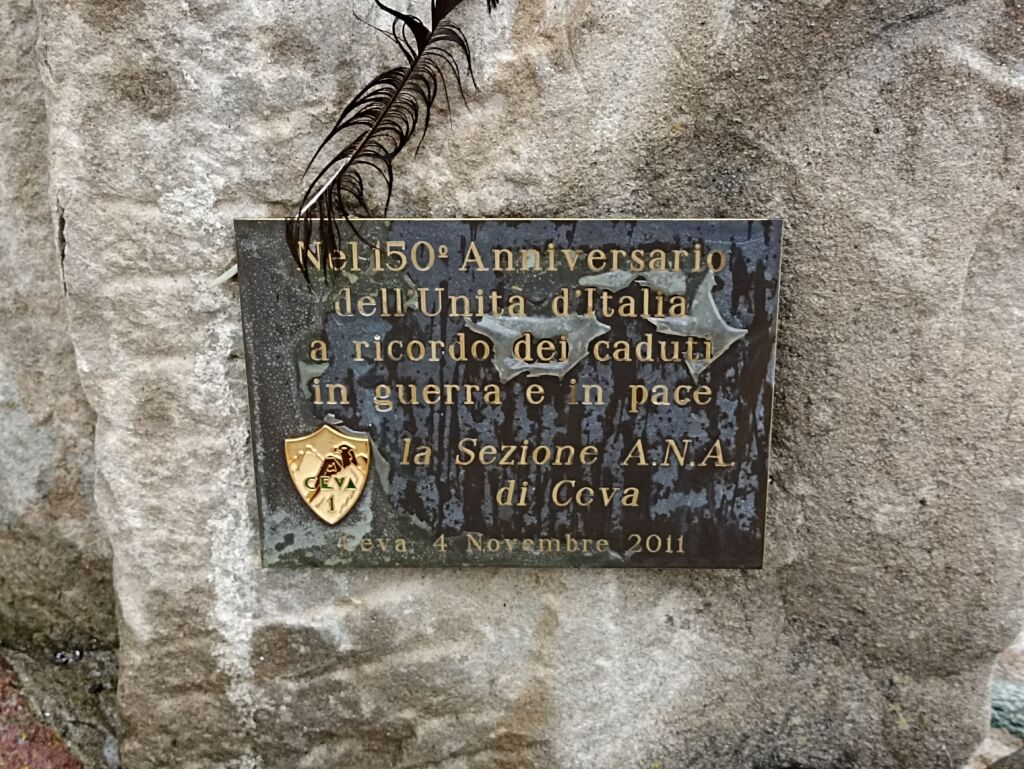 Nel 150º Anniversario
dell'Unità d'Italia
a ricordo dei caduti
in guerra e in pace
la Sezione A.N.A.
di Ceva
CEVA
1
Ceva 4 Novembre 2011